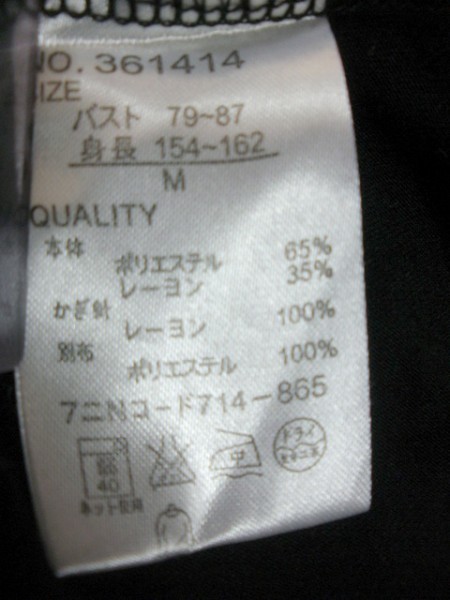 NO. 361414
SIZE
バスト 79~87
身長 154~162
M
QUALITY
本体
ポリエステル 65%
レーヨン 35%
かぎ針
レーヨン 100%
別布
ポリエステル 100%
アニNコード714-865
40 中 ドライ
ネット使用